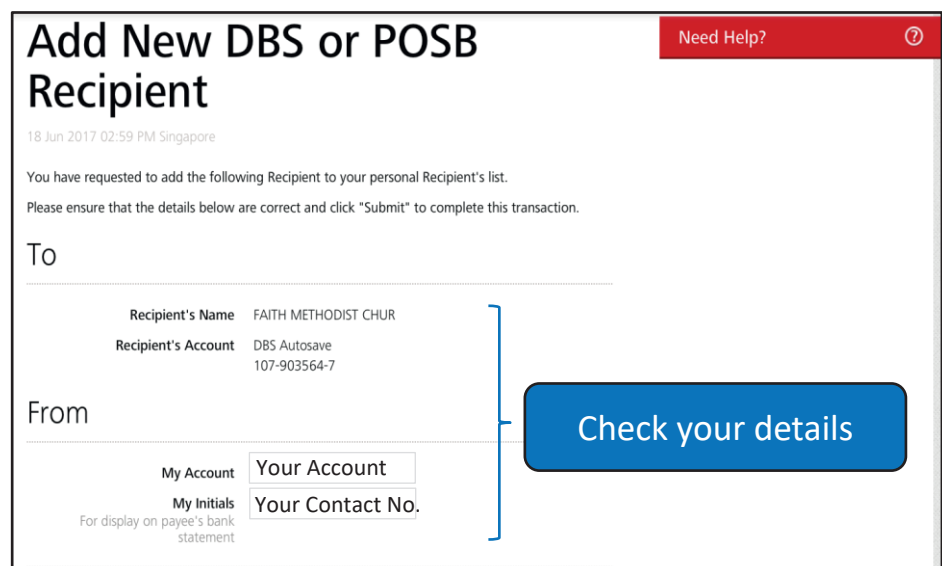 Add New DBS or POSB
Recipient
Need Help?
18 Jun 2017 02:59 PM Singapore
You have requested to add the following Recipient to your personal Recipient's list.
Please ensure that the details below are correct and click "Submit" to complete this transaction.
To
Recipient's Name FAITH METHODIST CHUR
Recipient's Account DBS Autosave
107-903564-7
From
Check your details
My Account Your Account
My Initials Your Contact No.
For display on payee's bank
statement